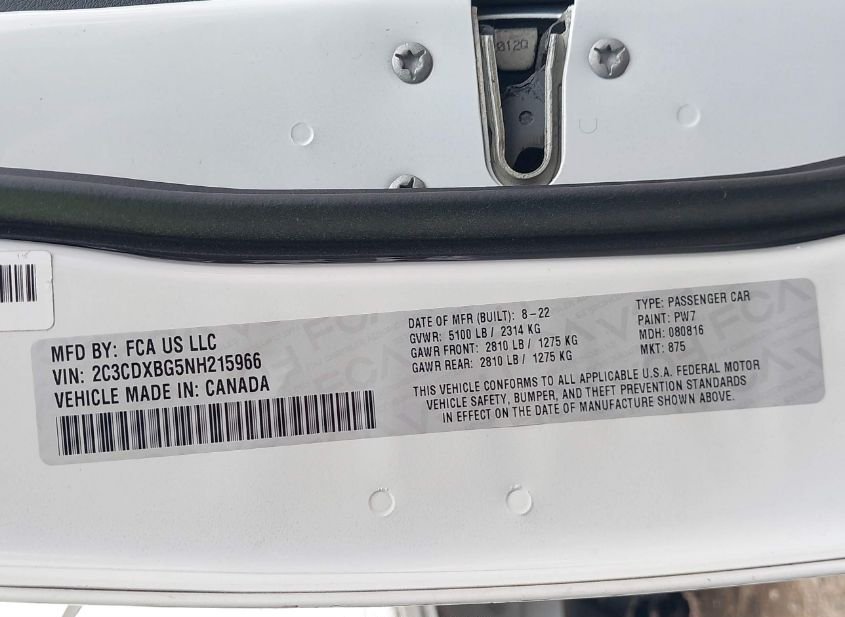 012Q
MFD BY: FCA US LLC
VIN: 2C3CDXBG5NH215966
VEHICLE MADE IN: CANADA
DATE OF MFR (BUILT): 8-22
GVWR: 5100 LB / 2314 KG
GAWR FRONT: 2810 LB / 1275 KG
GAWR REAR: 2810 LB / 1275 KG
TYPE: PASSENGER CAR
PAINT: PW7
MDH: 080816
MKT: 875
THIS VEHICLE CONFORMS TO ALL APPLICABLE U.S.A. FEDERAL MOTOR
VEHICLE SAFETY, BUMPER, AND THEFT PREVENTION STANDARDS
IN EFFECT ON THE DATE OF MANUFACTURE SHOWN ABOVE.